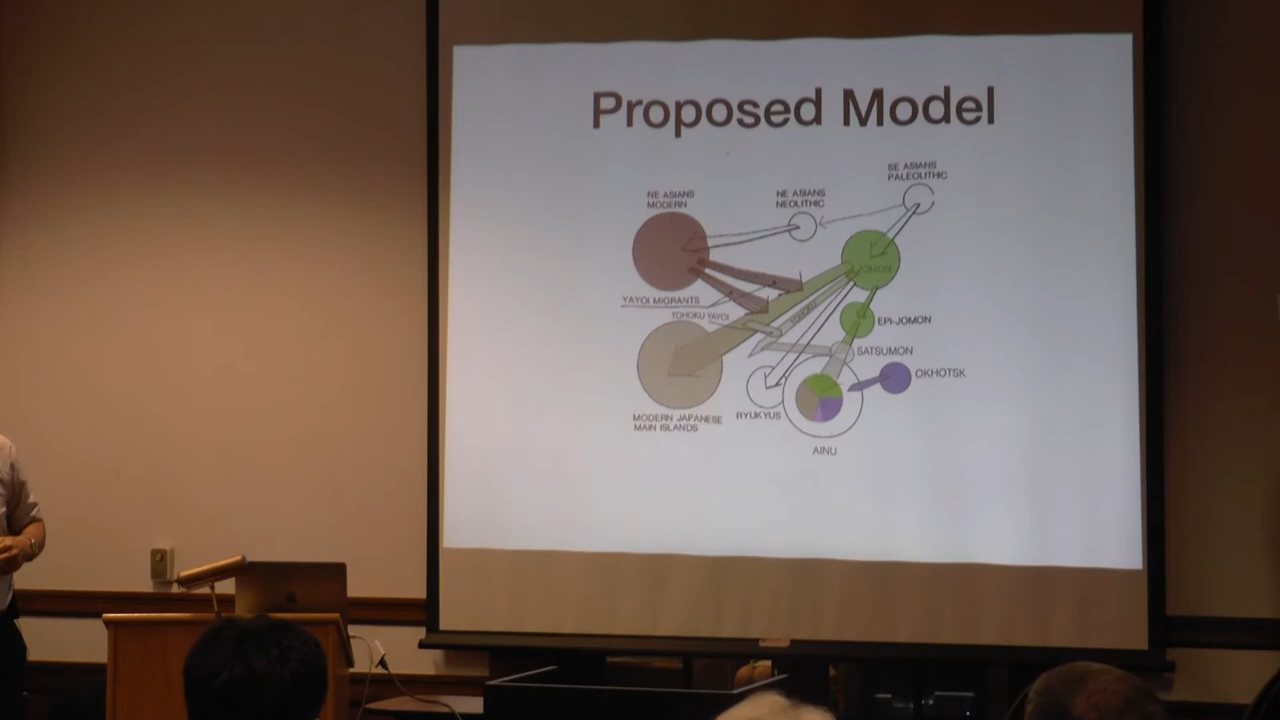 Proposed Model
SE ASIANS
PALEOLITHIC
NE ASIANS
MODERN
NE ASIANS
NEOLITHIC
JOMON
YAYOI MIGRANTS
TOHOKU YAYOI
TOHOKU
EPI-JOMON
SATSUMON
OKHOTSK
MODERN JAPANESE
MAIN ISLANDS
RYUKYUS
AINU